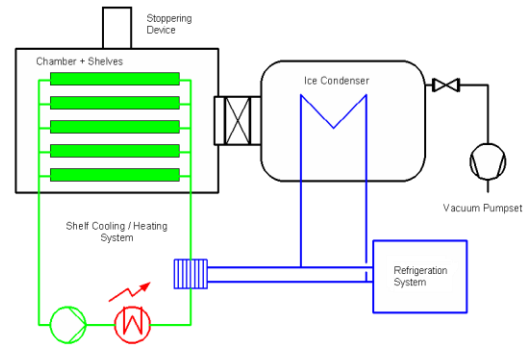 Stoppering
Device
Chamber + Shelves
Ice Condenser
Vacuum Pumpset
Shelf Cooling / Heating
System
Refrigeration
System